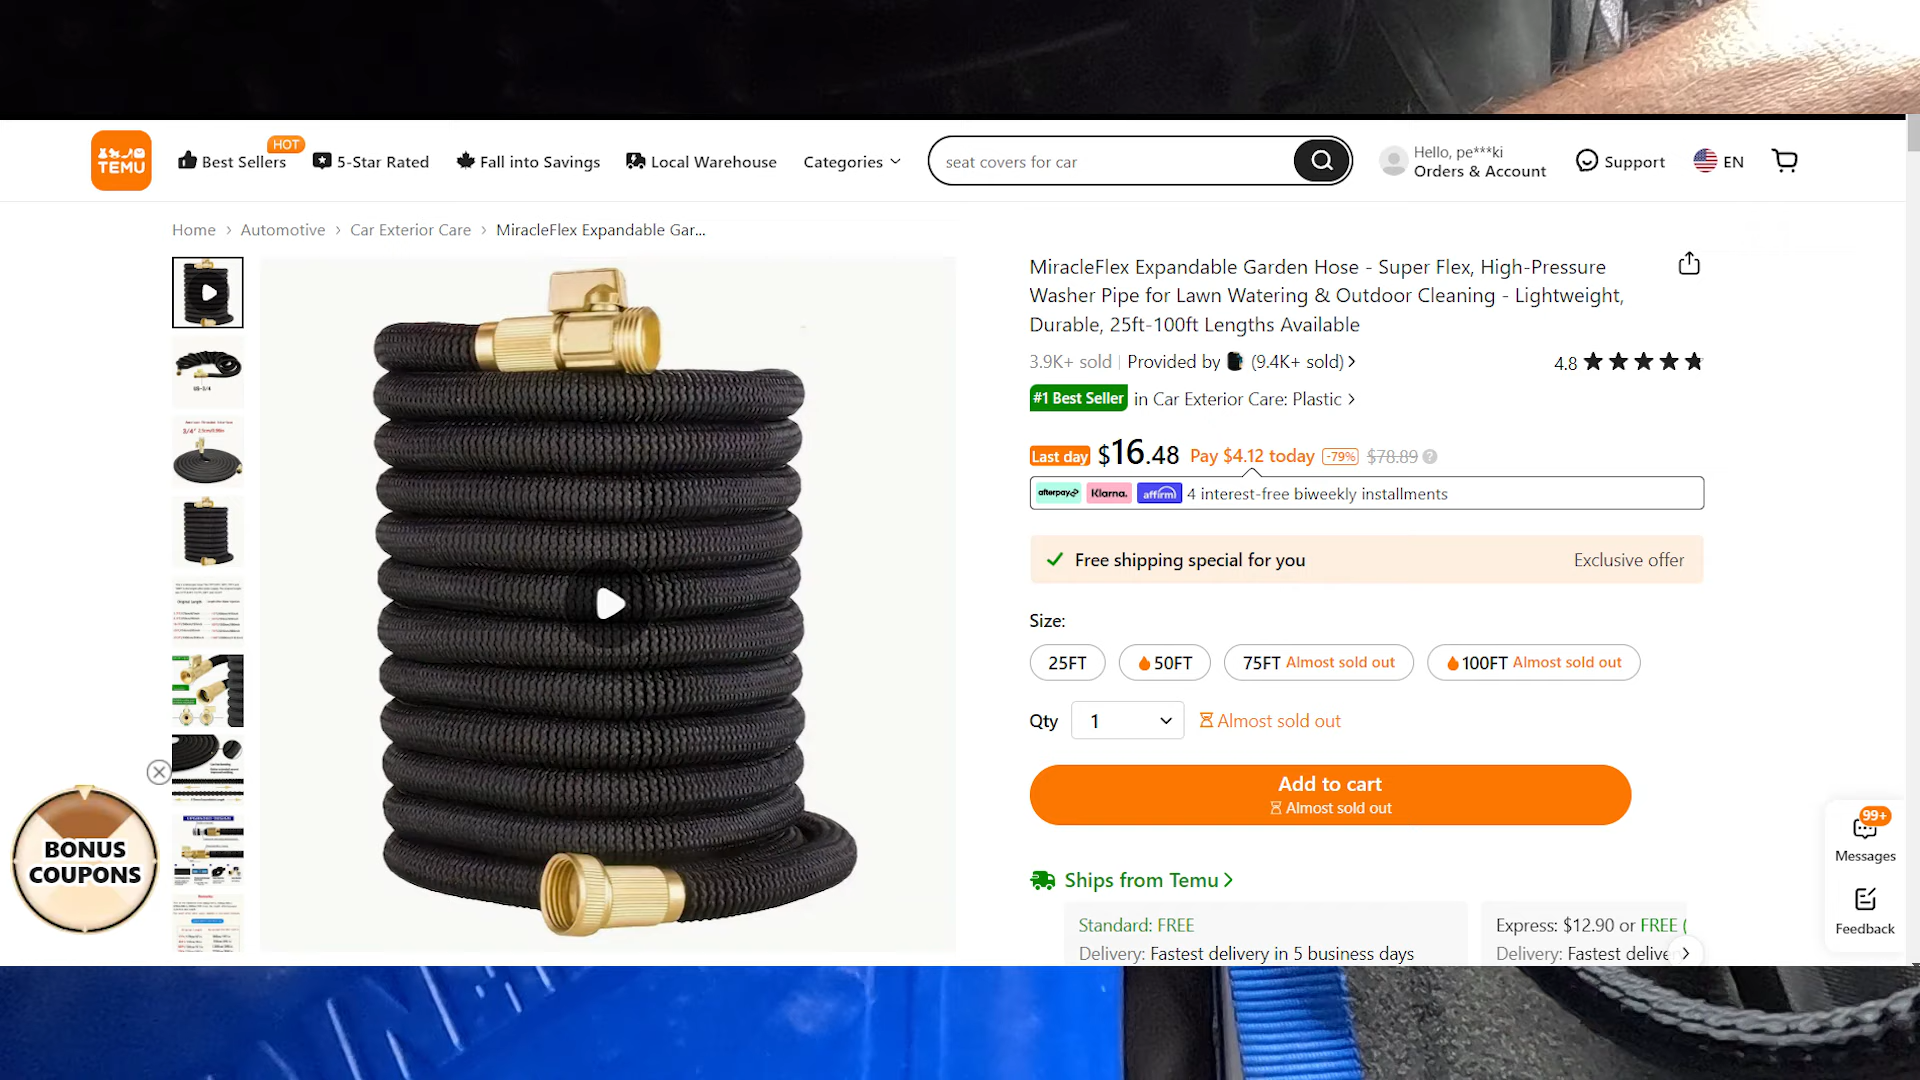 TEMU
Best Sellers
HOT
5-Star Rated
Fall into Savings
Local Warehouse
Categories
seat covers for car
Hello, pe***ki
Orders & Account
Support
EN
Home › Automotive › Car Exterior Care › MiracleFlex Expandable Gar...
MiracleFlex Expandable Garden Hose - Super Flex, High-Pressure
Washer Pipe for Lawn Watering & Outdoor Cleaning - Lightweight,
Durable, 25ft-100ft Lengths Available
3.9K+ sold | Provided by (9.4K+ sold) >
4.8
#1 Best Seller in Car Exterior Care: Plastic >
Last day $16.48 Pay $4.12 today -79% $78.89
afterpay Klarna. affirm 4 interest-free biweekly installments
Free shipping special for you
Exclusive offer
Size:
25FT
50FT
75FT Almost sold out
100FT Almost sold out
Qty 1 Almost sold out
Add to cart
Almost sold out
Ships from Temu >
Standard: FREE
Delivery: Fastest delivery in 5 business days
Express: $12.90 or FREE (
Delivery: Fastest delive
BONUS
COUPONS
99+
Messages
Feedback